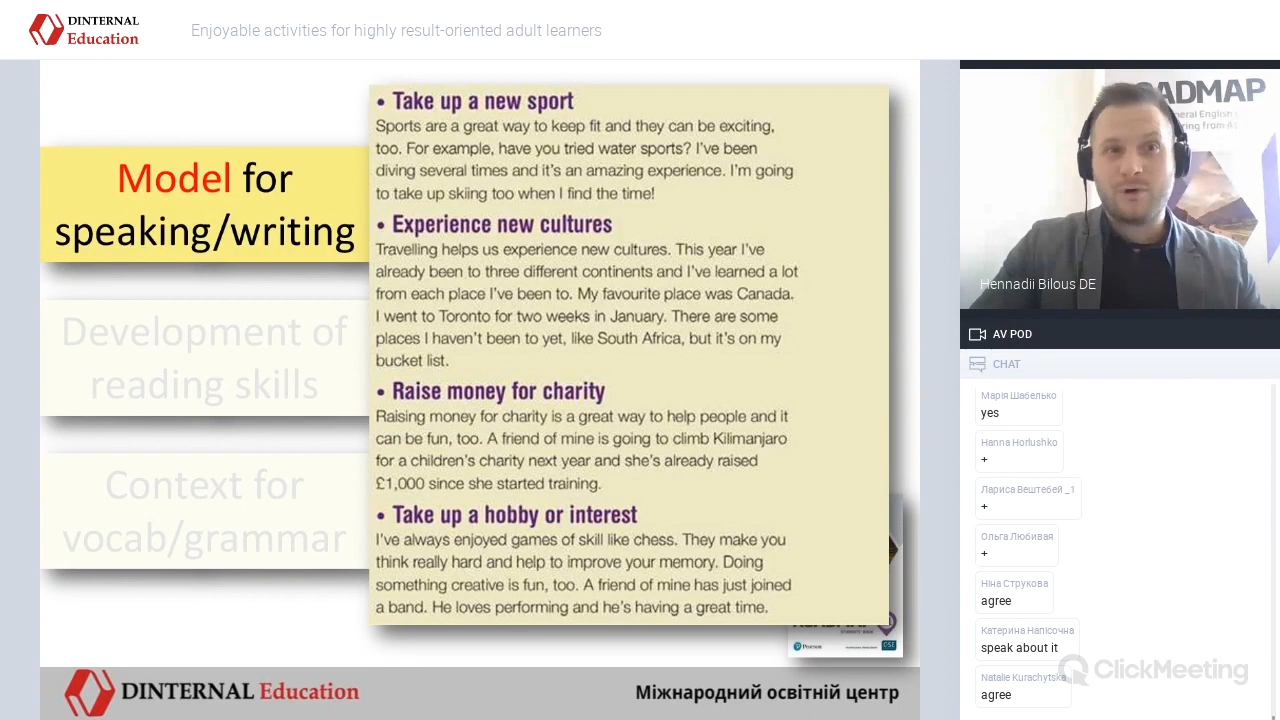 DINTERNAL
Education
Enjoyable activities for highly result-oriented adult learners
Model for
speaking/writing
Development of
reading skills
Context for
vocab/grammar
• Take up a new sport
Sports are a great way to keep fit and they can be exciting,
too. For example, have you tried water sports? I've been
diving several times and it's an amazing experience. I'm going
to take up skiing too when I find the time!
• Experience new cultures
Travelling helps us experience new cultures. This year I've
already been to three different continents and I've learned a lot
from each place I've been to. My favourite place was Canada.
I went to Toronto for two weeks in January. There are some
places I haven't been to yet, like South Africa, but it's on my
bucket list.
• Raise money for charity
Raising money for charity is a great way to help people and it
can be fun, too. A friend of mine is going to climb Kilimanjaro
for a children's charity next year and she's already raised
£1,000 since she started training.
• Take up a hobby or interest
I've always enjoyed games of skill like chess. They make you
think really hard and help to improve your memory. Doing
something creative is fun, too. A friend of mine has just joined
a band. He loves performing and he's having a great time.
Pearson
GSE
DINTERNAL Education
Міжнародний освітній центр
ADMAP
neral English
ring from A
Hennadii Bilous DE
AV POD
CHAT
Марія Шабелько
yes
Hanna Horlushko
+
Лариса Вештебей _1
+
Ольга Любивая
+
Ніна Струкова
agree
Катерина Напісочна
speak about it
Natalie Kurachytska
agree
ClickMeeting